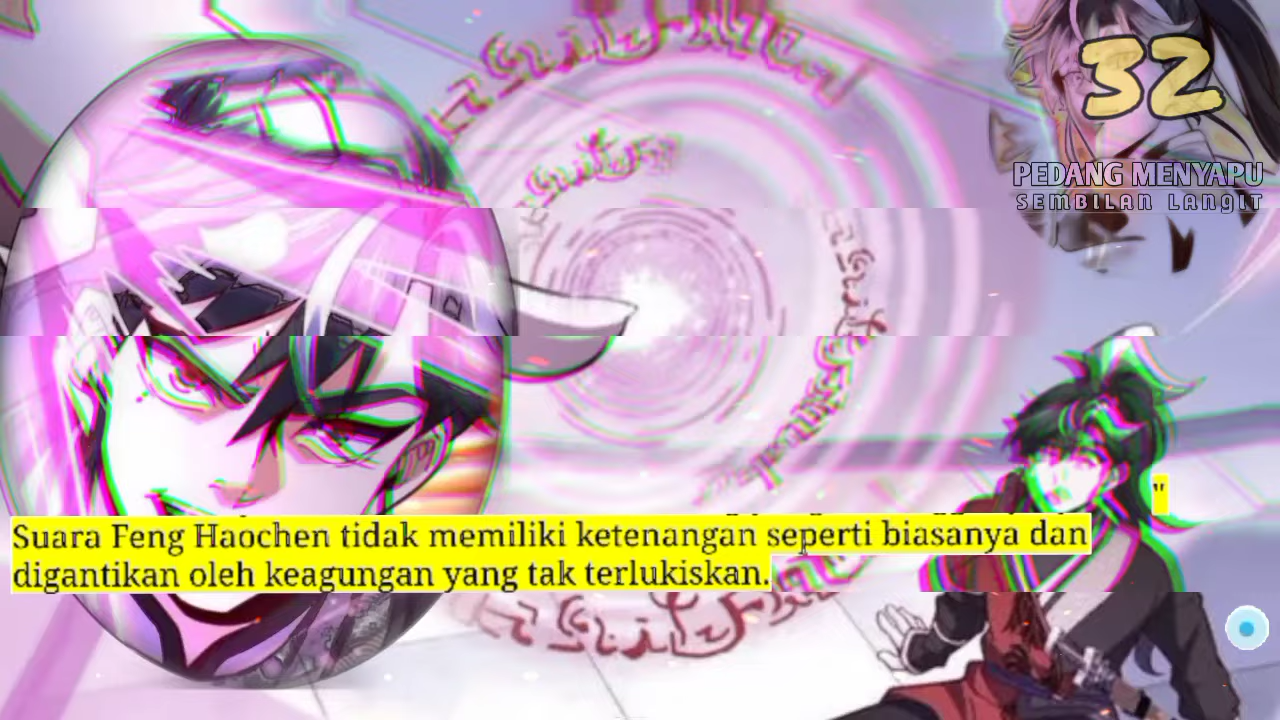 32
PEDANG MENYAPU
SEMBILAN LANGIT
"
Suara Feng Haochen tidak memiliki ketenangan seperti biasanya dan
digantikan oleh keagungan yang tak terlukiskan.